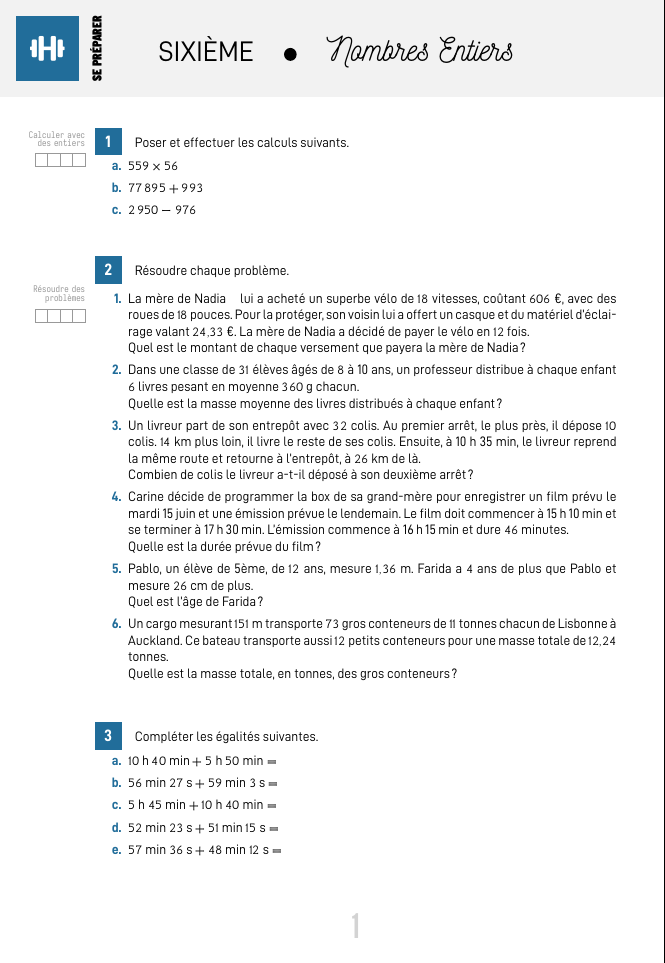 H
SE PRÉPARER
SIXIÈME • Nombres Entiers
Calculer avec
des entiers
1 Poser et effectuer les calculs suivants.
a. 559 × 56
b. 77 895 + 993
c. 2 950 − 976
2 Résoudre chaque problème.
Résoudre des
problèmes
1. La mère de Nadia lui a acheté un superbe vélo de 18 vitesses, coûtant 606 €, avec des
roues de 18 pouces. Pour la protéger, son voisin lui a offert un casque et du matériel d'éclai-
rage valant 24,33 €. La mère de Nadia a décidé de payer le vélo en 12 fois.
Quel est le montant de chaque versement que payera la mère de Nadia ?
2. Dans une classe de 31 élèves âgés de 8 à 10 ans, un professeur distribue à chaque enfant
6 livres pesant en moyenne 360 g chacun.
Quelle est la masse moyenne des livres distribués à chaque enfant ?
3. Un livreur part de son entrepôt avec 32 colis. Au premier arrêt, le plus près, il dépose 10
colis. 14 km plus loin, il livre le reste de ses colis. Ensuite, à 10 h 35 min, le livreur reprend
la même route et retourne à l'entrepôt, à 26 km de là.
Combien de colis le livreur a-t-il déposé à son deuxième arrêt ?
4. Carine décide de programmer la box de sa grand-mère pour enregistrer un film prévu le
mardi 15 juin et une émission prévue le lendemain. Le film doit commencer à 15 h 10 min et
se terminer à 17 h 30 min. L'émission commence à 16 h 15 min et dure 46 minutes.
Quelle est la durée prévue du film ?
5. Pablo, un élève de 5ème, de 12 ans, mesure 1,36 m. Farida a 4 ans de plus que Pablo et
mesure 26 cm de plus.
Quel est l'âge de Farida ?
6. Un cargo mesurant 151 m transporte 73 gros conteneurs de 11 tonnes chacun de Lisbonne à
Auckland. Ce bateau transporte aussi 12 petits conteneurs pour une masse totale de 12,24
tonnes.
Quelle est la masse totale, en tonnes, des gros conteneurs ?
3 Compléter les égalités suivantes.
a. 10 h 40 min + 5 h 50 min =
b. 56 min 27 s + 59 min 3 s =
c. 5 h 45 min + 10 h 40 min =
d. 52 min 23 s + 51 min 15 s =
e. 57 min 36 s + 48 min 12 s =
1